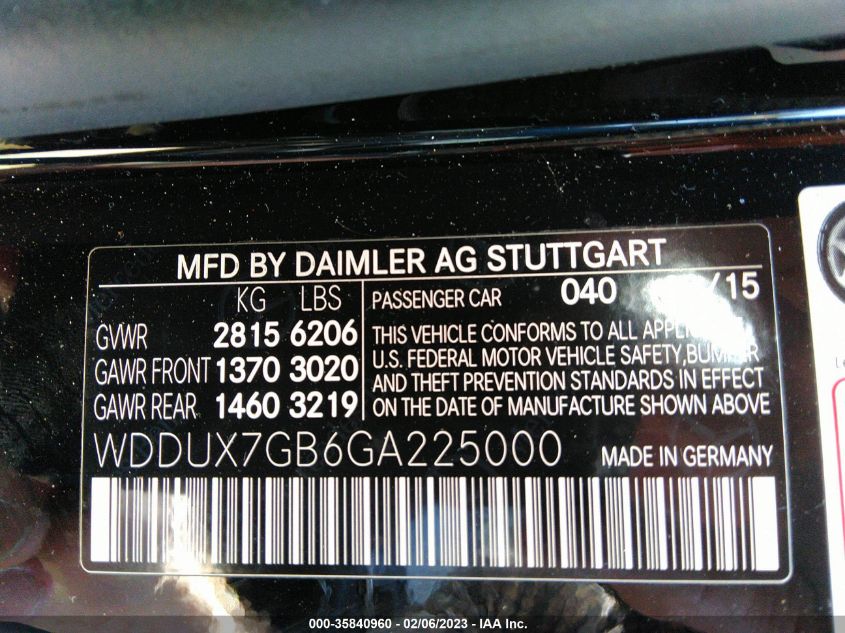 MFD BY DAIMLER AG STUTTGART
KG LBS
GVWR 2815 6206
GAWR FRONT 1370 3020
GAWR REAR 1460 3219
PASSENGER CAR 040 /15
THIS VEHICLE CONFORMS TO ALL
U.S. FEDERAL MOTOR VEHICLE SAFETY, BUMPER
AND THEFT PREVENTION STANDARDS IN EFFECT
ON THE DATE OF MANUFACTURE SHOWN ABOVE
WDDUX7GB6GA225000 MADE IN GERMANY
000-35840960 - 02/06/2023 - IAA Inc.